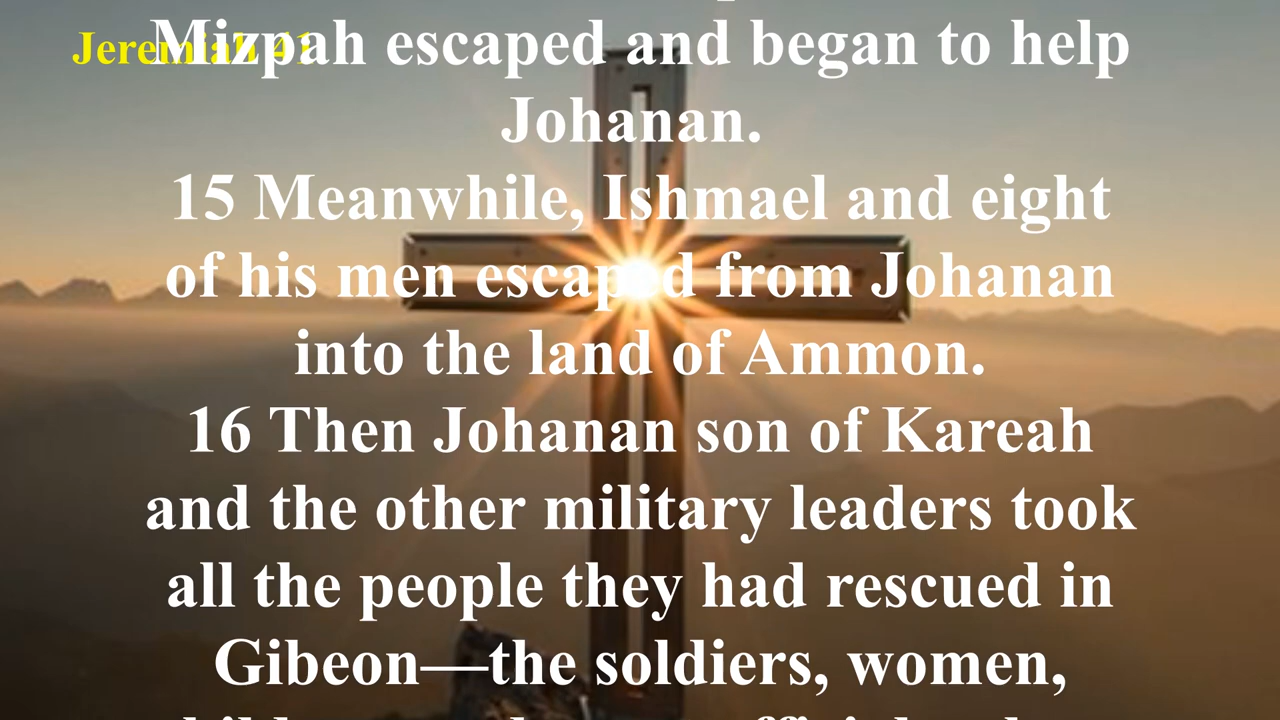 Jeremiah 41
Mizpah escaped and began to help
Johanan.
15 Meanwhile, Ishmael and eight
of his men escaped from Johanan
into the land of Ammon.
16 Then Johanan son of Kareah
and the other military leaders took
all the people they had rescued in
Gibeon—the soldiers, women,